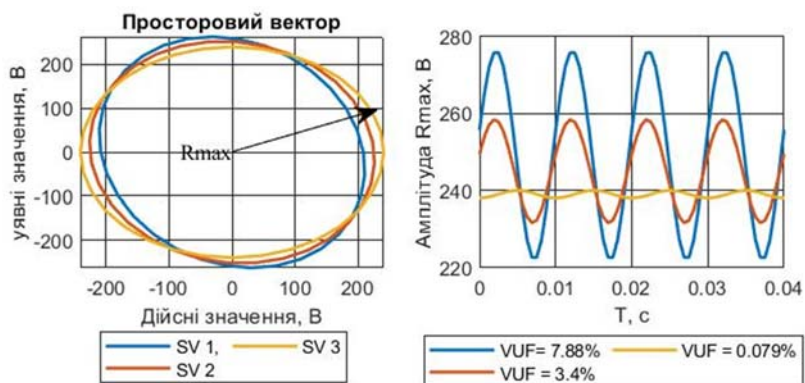 Просторовий вектор
уявні значення, В
200
100
0
-100
-200
Rmax
-200 -100 0 100 200
Дійсні значення, В
SV 1, SV 3
SV 2
Амплітуда Rmax, В
280
260
240
220
0 0.01 0.02 0.03 0.04
T, c
VUF= 7.88% VUF = 0.079%
VUF = 3.4%